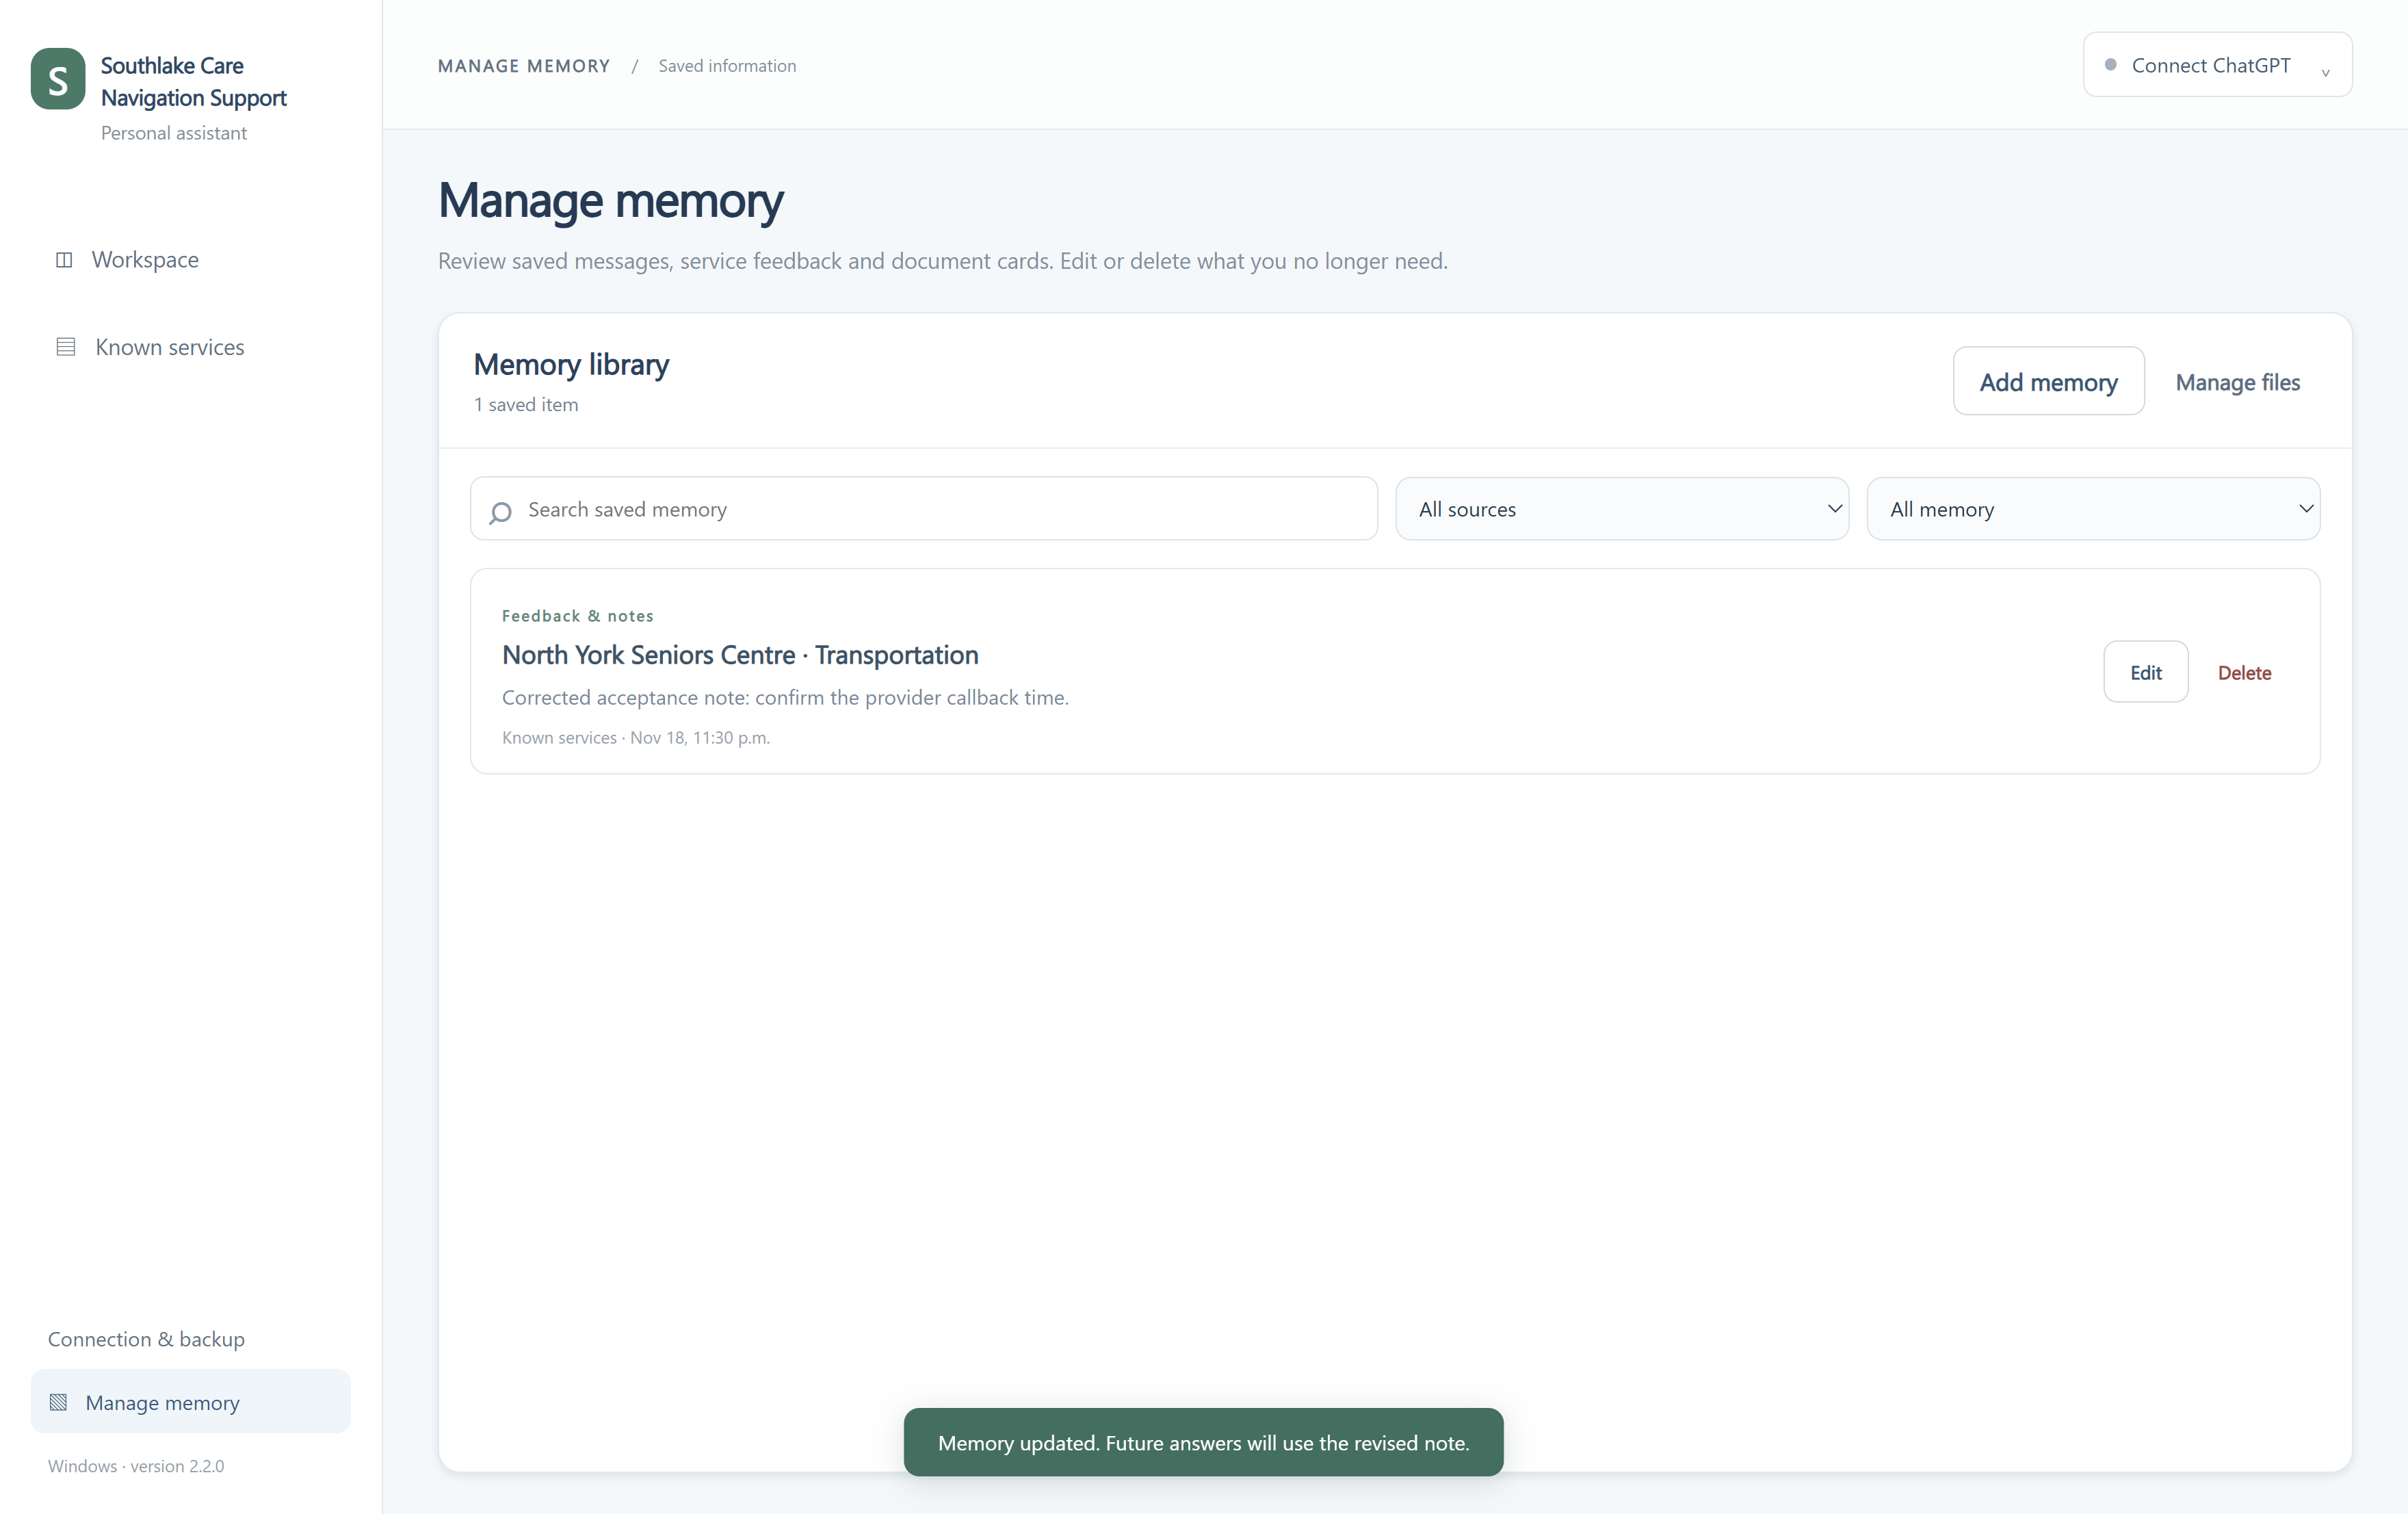 S
Southlake Care
Navigation Support
Personal assistant
Workspace
Known services
Connection & backup
Manage memory
Windows · version 2.2.0
MANAGE MEMORY / Saved information
Connect ChatGPT v
Manage memory
Review saved messages, service feedback and document cards. Edit or delete what you no longer need.
Memory library
1 saved item
Add memory
Manage files
Search saved memory
All sources
All memory
Feedback & notes
North York Seniors Centre · Transportation
Corrected acceptance note: confirm the provider callback time.
Known services · Nov 18, 11:30 p.m.
Edit
Delete
Memory updated. Future answers will use the revised note.